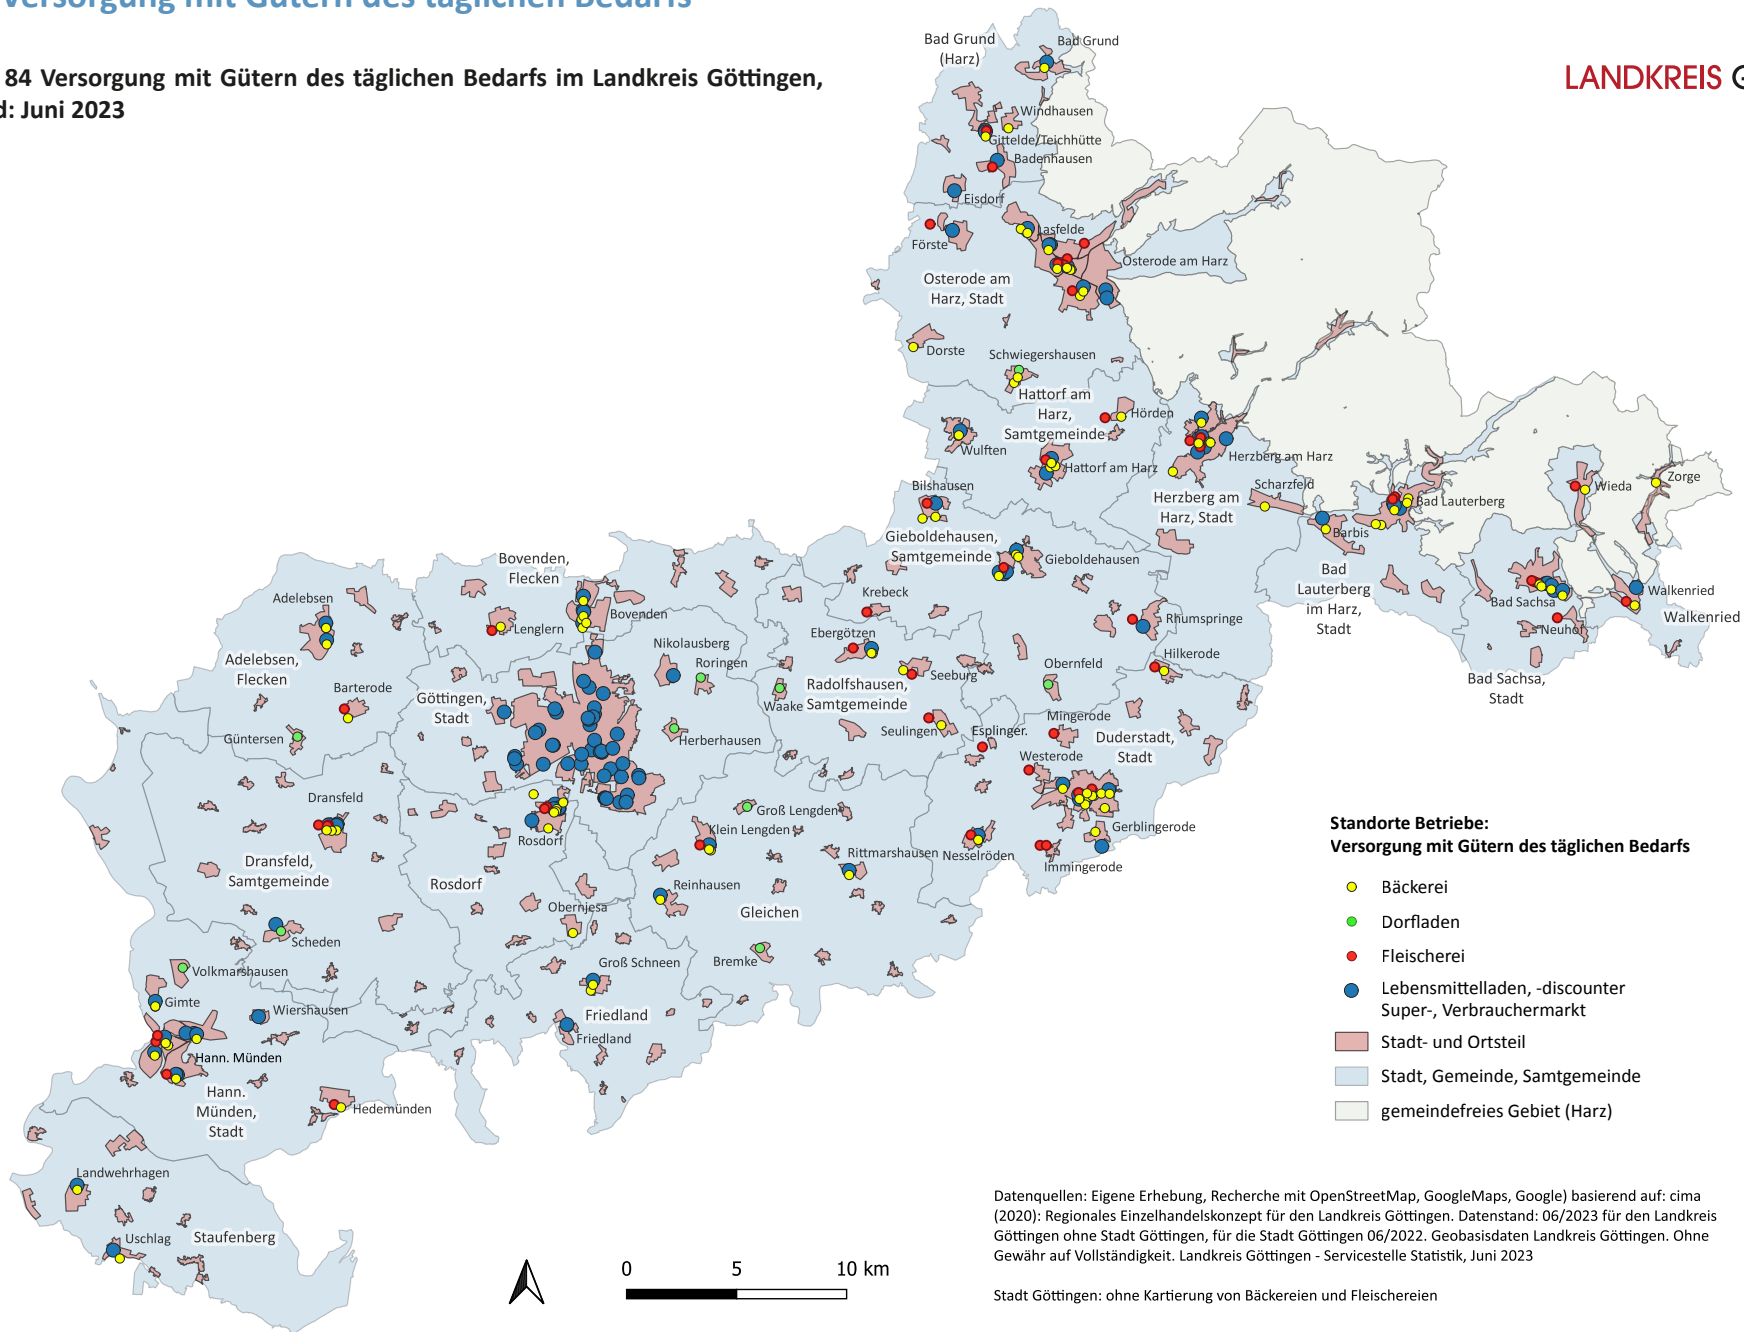 Versorgung mit Gütern des täglichen Bedarfs
84 Versorgung mit Gütern des täglichen Bedarfs im Landkreis Göttingen,
d: Juni 2023
LANDKREIS G
Bad Grund
(Harz)
Bad Grund
Windhausen
Gittelde/Teichhütte
Badenhausen
Eisdorf
Förste
Lasfelde
Osterode am Harz
Osterode am
Harz, Stadt
Dorste
Schwiegershausen
Hattorf am
Harz,
Samtgemeinde
Hörden
Wulften
Hattorf am Harz
Herzberg am Harz
Herzberg am
Harz, Stadt
Scharzfeld
Bad Lauterberg
Barbis
Wieda
Zorge
Bad
Lauterberg
im Harz,
Stadt
Bad Sachsa
Neuhof
Walkenried
Walkenried
Bad Sachsa,
Stadt
Bilshausen
Gieboldehausen,
Samtgemeinde
Gieboldehausen
Rhumspringe
Hilkerode
Krebeck
Bovenden,
Flecken
Bovenden
Lenglern
Adelebsen
Adelebsen,
Flecken
Barterode
Güntersen
Göttingen,
Stadt
Nikolausberg
Roringen
Herberhausen
Ebergötzen
Waake
Radolfshausen,
Samtgemeinde
Seeburg
Seulingen
Obernfeld
Mingerode
Esplinger.
Westerode
Duderstadt,
Stadt
Gerblingerode
Immingerode
Nesselröden
Dransfeld
Dransfeld,
Samtgemeinde
Rosdorf
Rosdorf
Groß Lengden
Klein Lengden
Rittmarshausen
Reinhausen
Gleichen
Bremke
Obernjesa
Groß Schneen
Friedland
Friedland
Scheden
Volkmarshausen
Gimte
Wiershausen
Hann. Münden
Hann.
Münden,
Stadt
Hedemünden
Landwehrhagen
Uschlag
Staufenberg
Standorte Betriebe:
Versorgung mit Gütern des täglichen Bedarfs
Bäckerei
Dorfladen
Fleischerei
Lebensmittelladen, -discounter
Super-, Verbrauchermarkt
Stadt- und Ortsteil
Stadt, Gemeinde, Samtgemeinde
gemeindefreies Gebiet (Harz)
0 5 10 km
Datenquellen: Eigene Erhebung, Recherche mit OpenStreetMap, GoogleMaps, Google) basierend auf: cima
(2020): Regionales Einzelhandelskonzept für den Landkreis Göttingen. Datenstand: 06/2023 für den Landkreis
Göttingen ohne Stadt Göttingen, für die Stadt Göttingen 06/2022. Geobasisdaten Landkreis Göttingen. Ohne
Gewähr auf Vollständigkeit. Landkreis Göttingen - Servicestelle Statistik, Juni 2023
Stadt Göttingen: ohne Kartierung von Bäckereien und Fleischereien